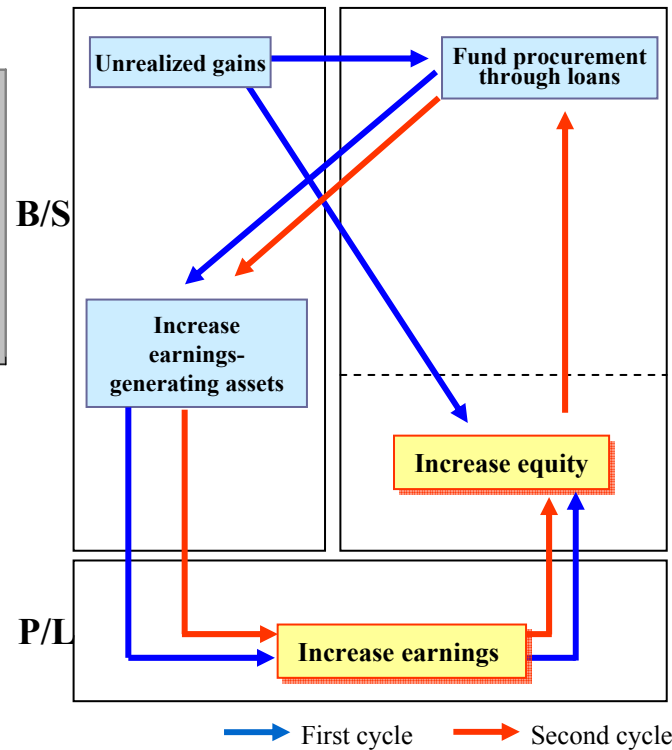 Unrealized gains
Fund procurement
through loans
B/S
Increase
earnings-
generating assets
Increase equity
P/L
Increase earnings
First cycle
Second cycle